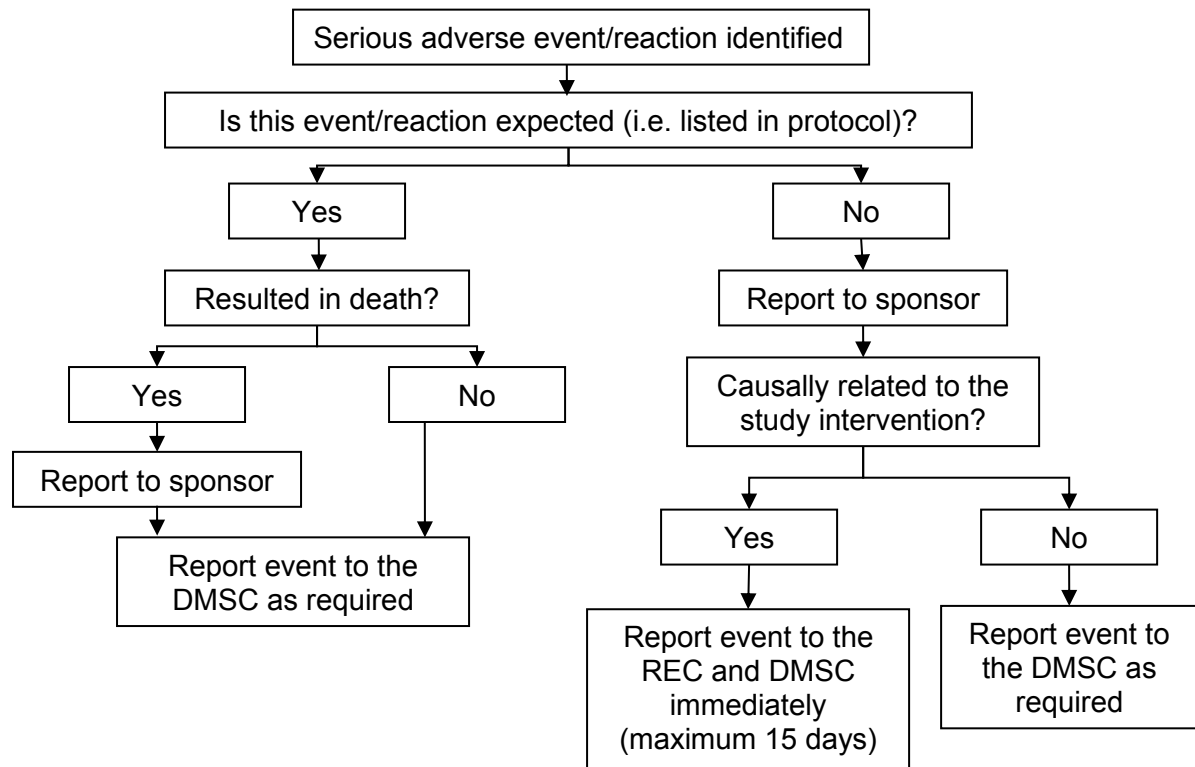 Serious adverse event/reaction identified
Is this event/reaction expected (i.e. listed in protocol)?
Yes
No
Resulted in death?
Report to sponsor
Yes
No
Causally related to the
study intervention?
Report to sponsor
Yes
No
Report event to the
DMSC as required
Report event to the
REC and DMSC
immediately
(maximum 15 days)
Report event to
the DMSC as
required